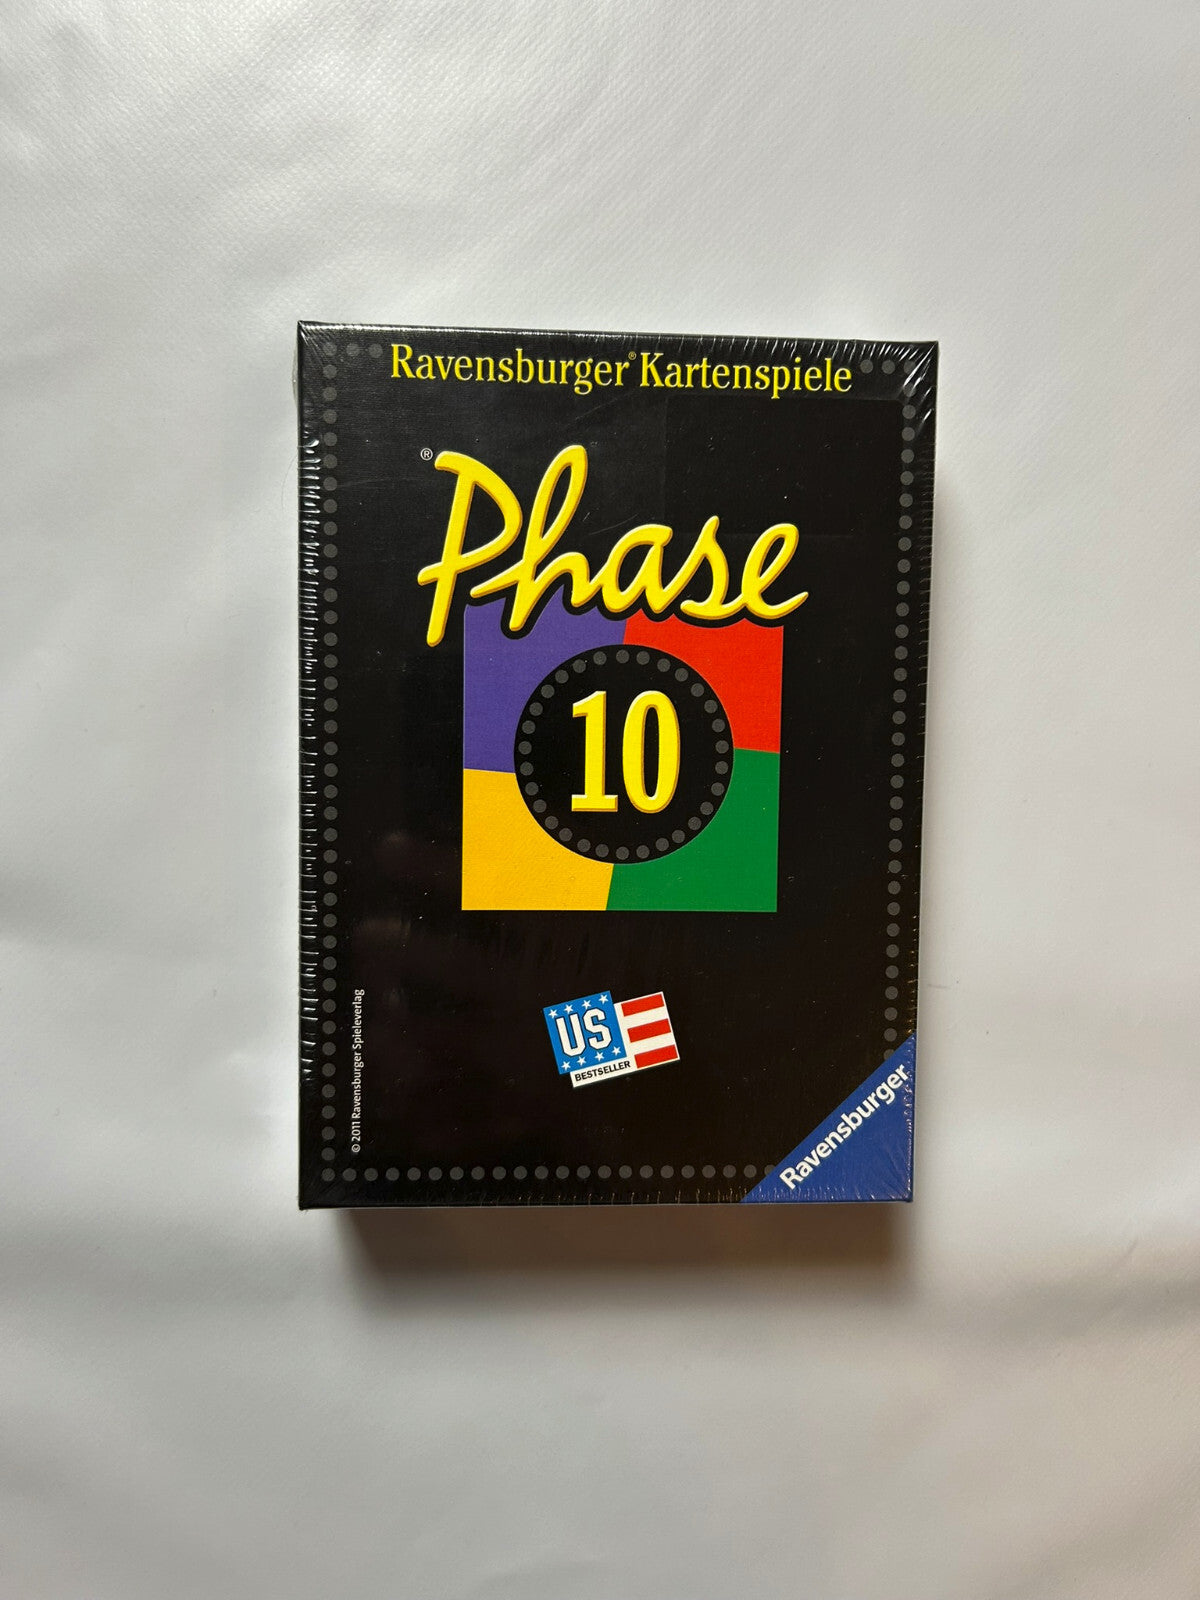 Ravensburger® Kartenspiele
® Phase
10
US
BESTSELLER
© 2011 Ravensburger Spieleverlag
Ravensburger